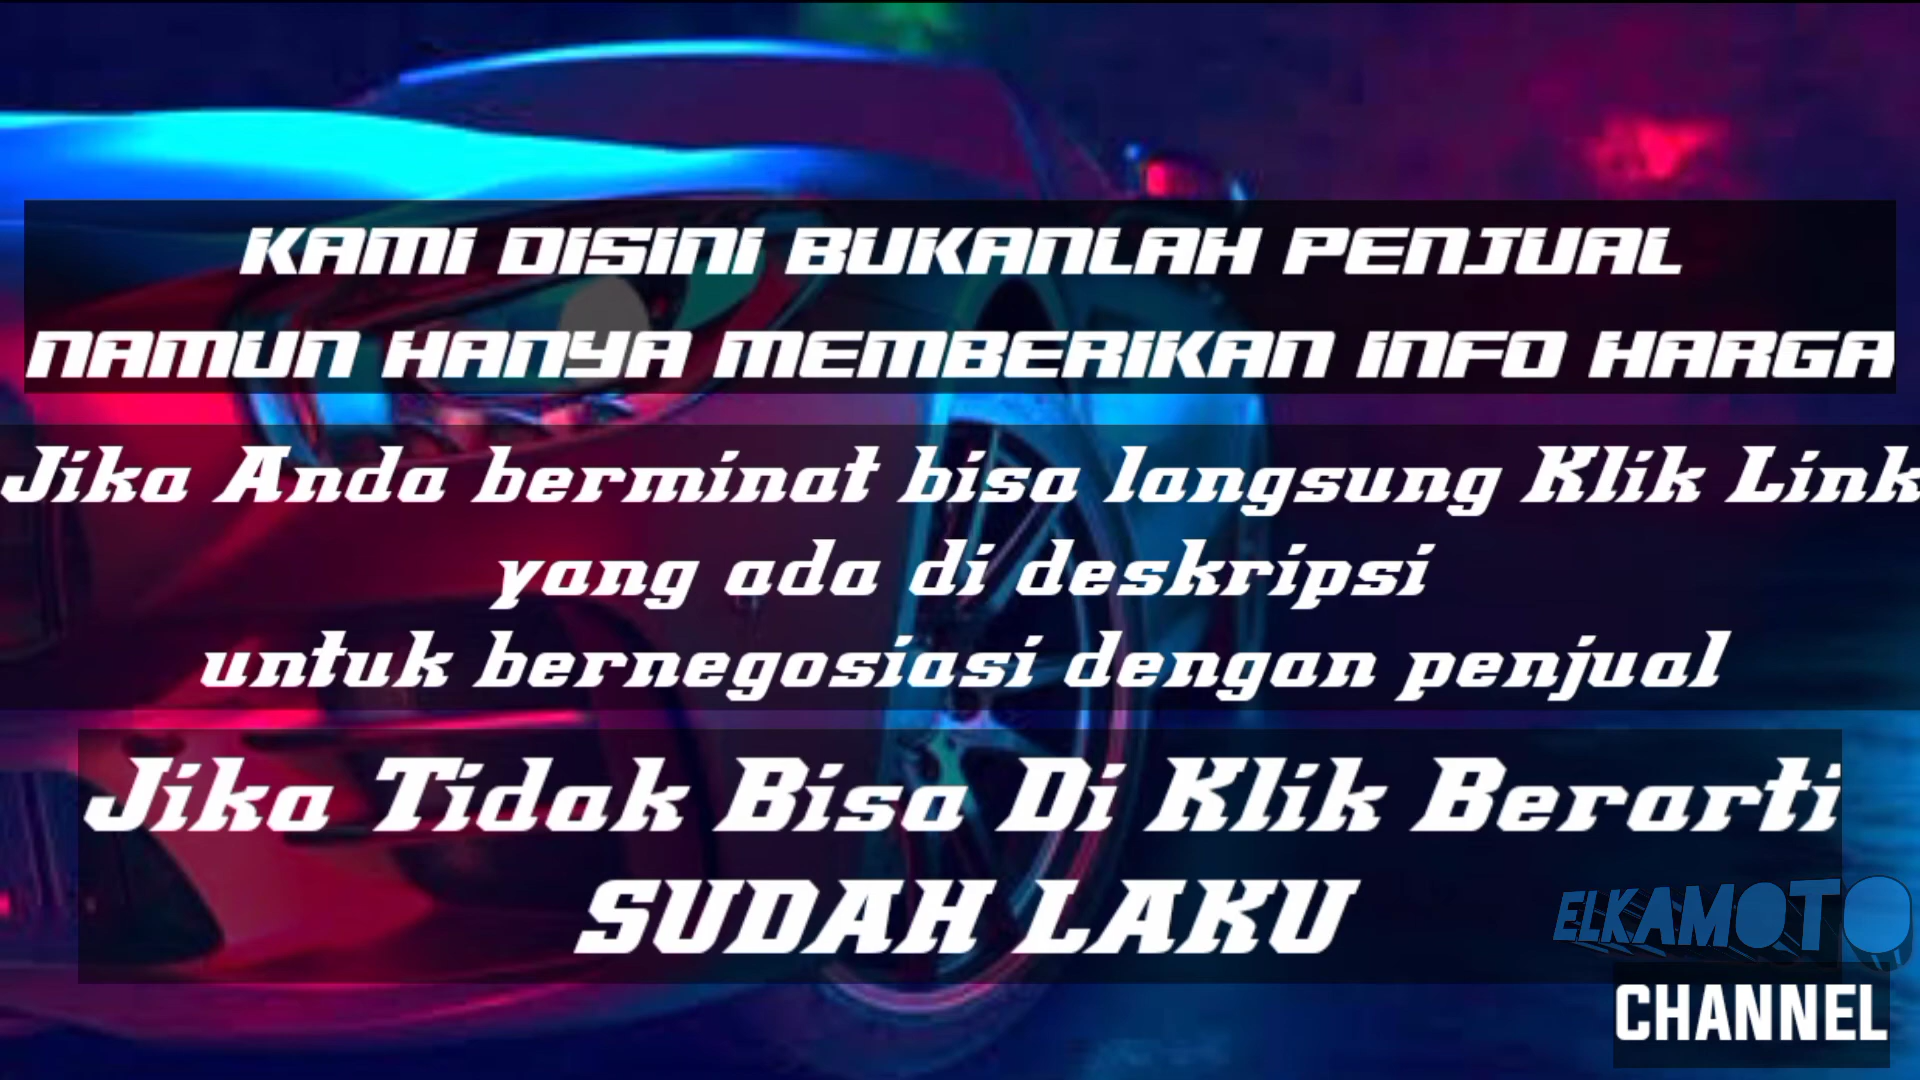 KAMI DISINI BUKANLAH PENJUAL
NAMUN HANYA MEMBERIKAN INFO HARGA
Jika Anda berminat bisa langsung Klik Link
yang ada di deskripsi
untuk bernegosiasi dengan penjual
Jika Tidak Bisa Di Klik Berarti
SUDAH LAKU
ELKAMOTO
CHANNEL